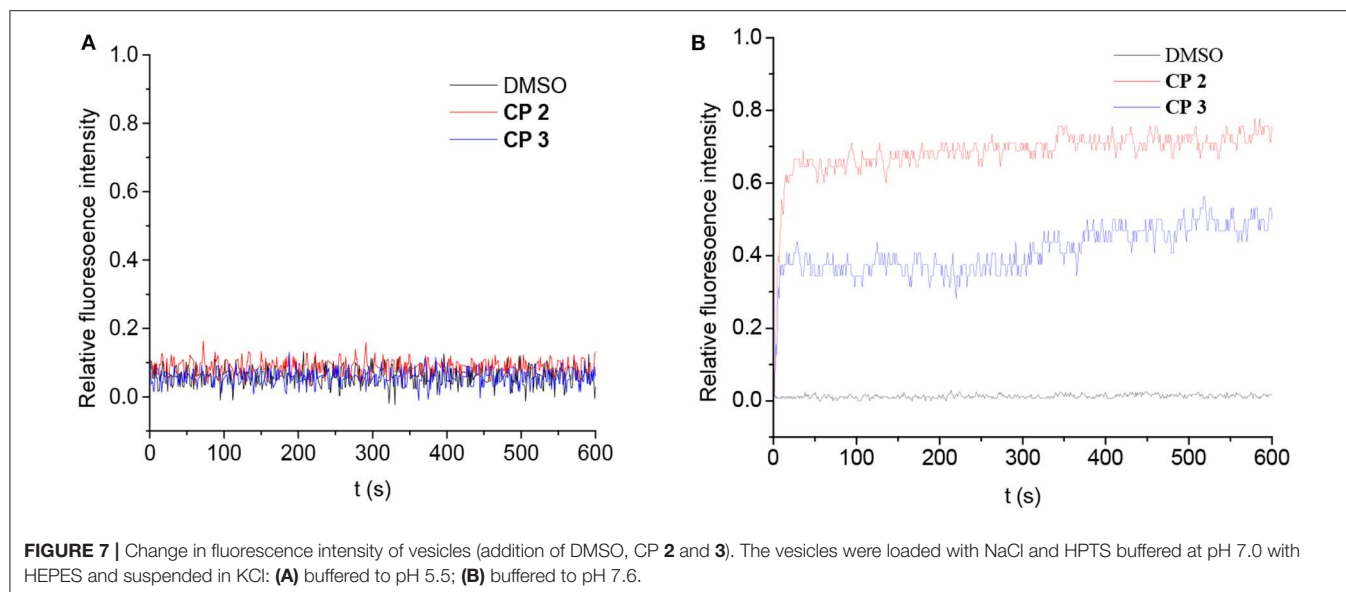 A
Relative fluoresoence intensity
1.0
0.8
0.6
0.4
0.2
0.0
DMSO
CP 2
CP 3
0 100 200 300 400 500 600
t (s)
B
Relative fluoresoence intensity
1.0
0.8
0.6
0.4
0.2
0.0
DMSO
CP 2
CP 3
0 100 200 300 400 500 600
t (s)
FIGURE 7 | Change in fluorescence intensity of vesicles (addition of DMSO, CP 2 and 3). The vesicles were loaded with NaCl and HPTS buffered at pH 7.0 with
HEPES and suspended in KCl: (A) buffered to pH 5.5; (B) buffered to pH 7.6.